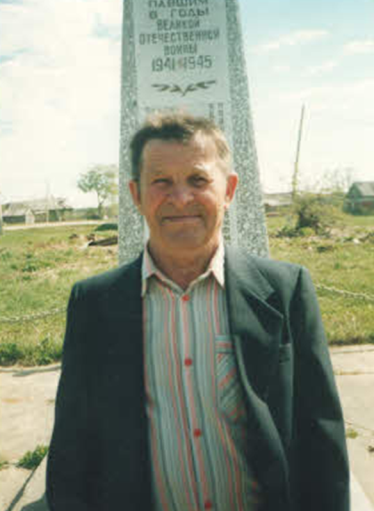 ПАВШИМ
В ГОДЫ
ВЕЛИКОЙ
ОТЕЧЕСТВЕННОЙ
ВОЙНЫ
1941-1945